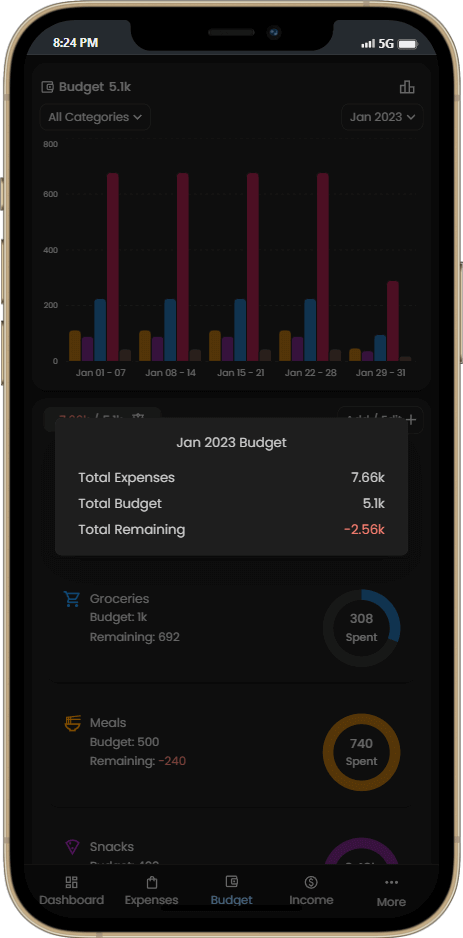 8:24 PM
5G
Budget 5.1k
All Categories
Jan 2023
800
600
400
200
0
Jan 01 - 07
Jan 08 - 14
Jan 15 - 21
Jan 22 - 28
Jan 29 - 31
Jan 2023 Budget
Total Expenses 7.66k
Total Budget 5.1k
Total Remaining -2.56k
Groceries
Budget: 1k
Remaining: 692
308
Spent
Meals
Budget: 500
Remaining: -240
740
Spent
Snacks
Dashboard
Expenses
Budget
Income
More